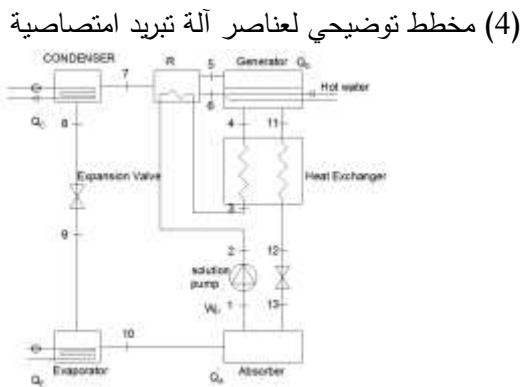 (4) مخطط توضيحي لعناصر آلة تبريد امتصاصية
CONDENSER
7
R
5
Generator
Hot water
6
8
4
11
Expansion Valve
Heat Exchanger
3
9
2
12
solution
pump
1
13
10
Evaporator
Absorber